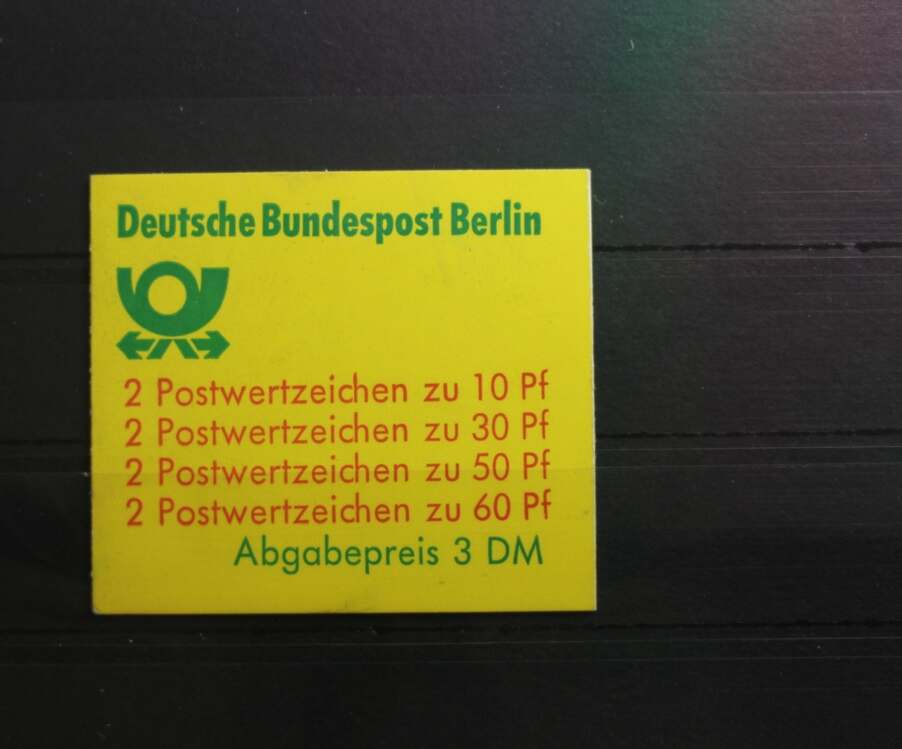 Deutsche Bundespost Berlin
2 Postwertzeichen zu 10 Pf
2 Postwertzeichen zu 30 Pf
2 Postwertzeichen zu 50 Pf
2 Postwertzeichen zu 60 Pf
Abgabepreis 3 DM